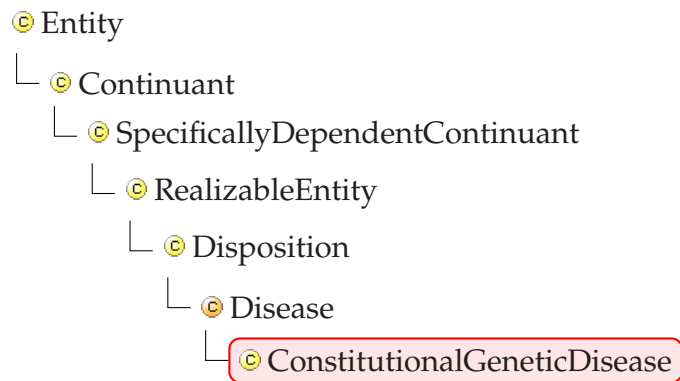 Entity
Continuant
SpecificallyDependentContinuant
RealizableEntity
Disposition
Disease
ConstitutionalGeneticDisease